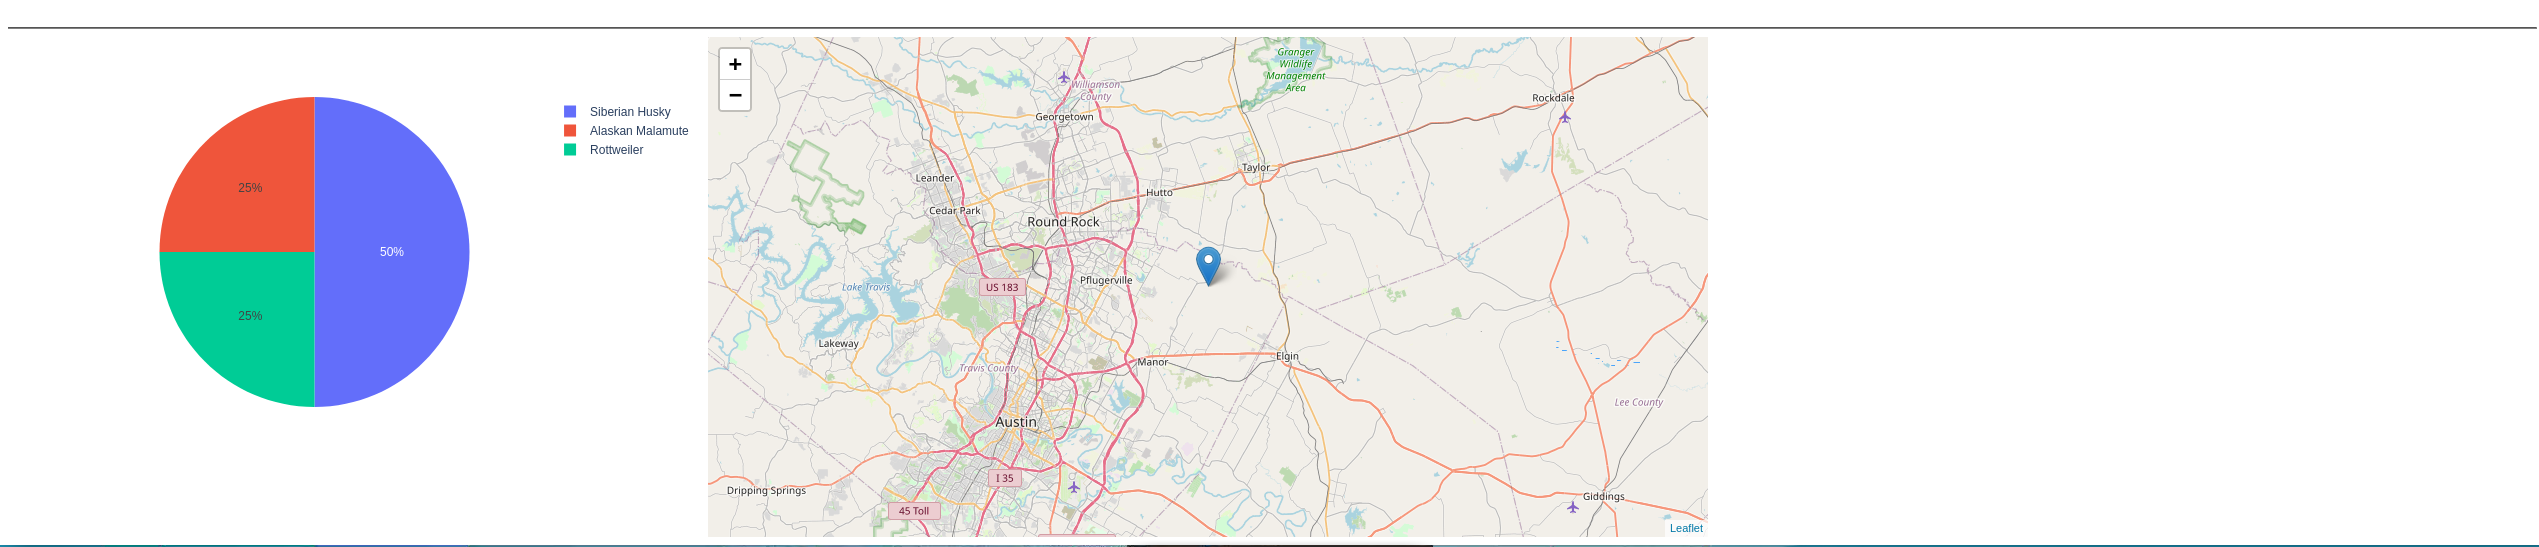 Siberian Husky
Alaskan Malamute
Rottweiler
25%
50%
25%
+
−
Granger
Wildlife
Management
Area
Williamson
County
Rockdale
Georgetown
Taylor
Leander
Hutto
Cedar Park
Round Rock
Pflugerville
Lake Travis
US 183
Lakeway
Elgin
Manor
Travis County
Lee County
Austin
I 35
Dripping Springs
Giddings
45 Toll
Leaflet